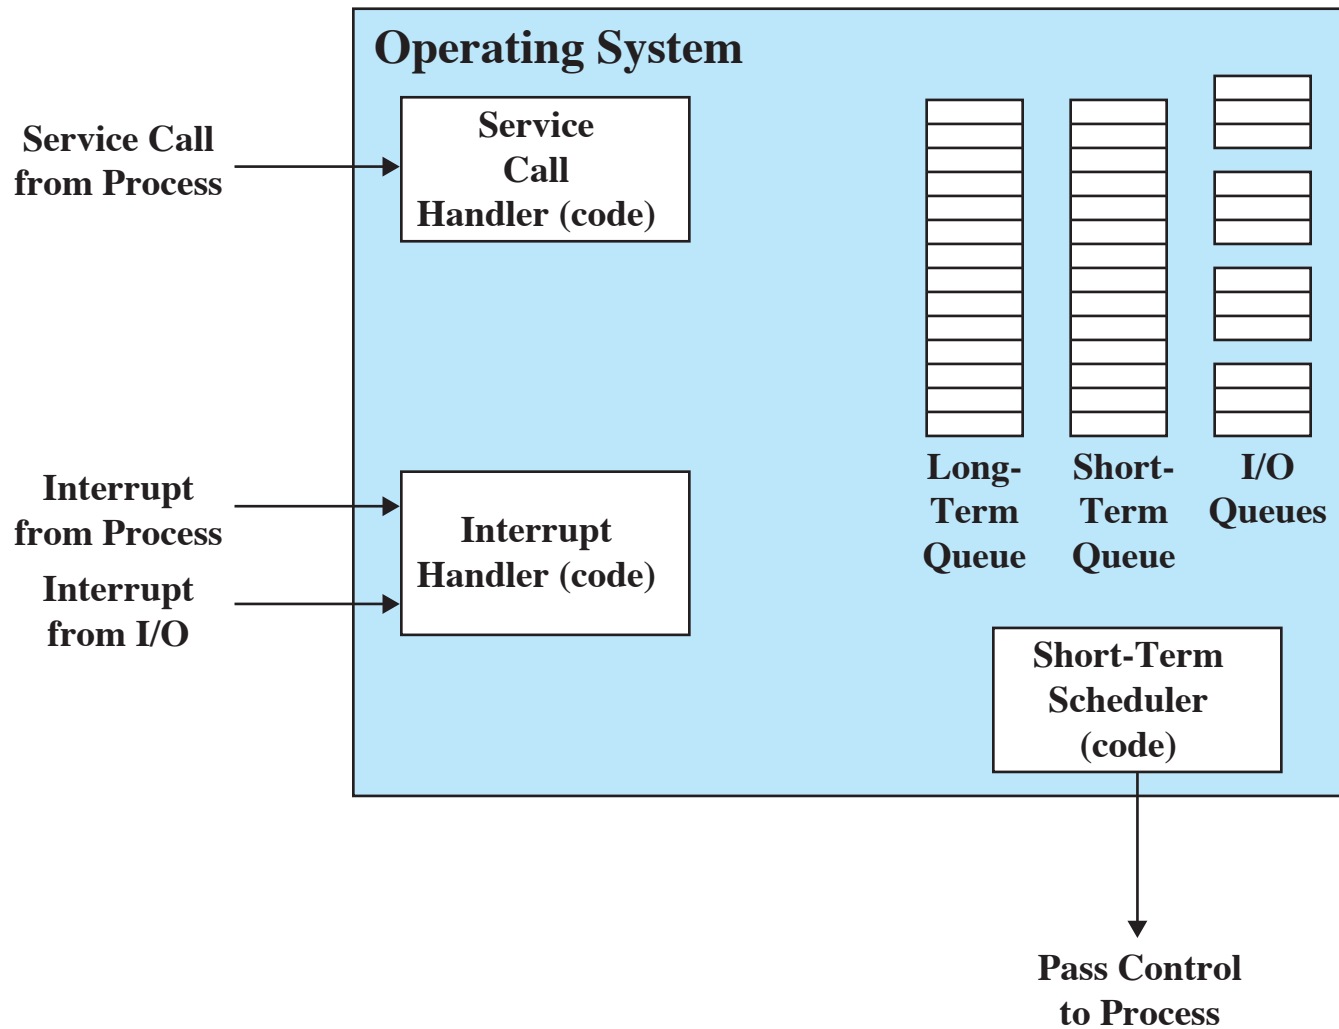 Operating System
Service Call
from Process
Service
Call
Handler (code)
Interrupt
from Process
Interrupt
from I/O
Interrupt
Handler (code)
Long-
Term
Queue
Short-
Term
Queue
I/O
Queues
Short-Term
Scheduler
(code)
Pass Control
to Process